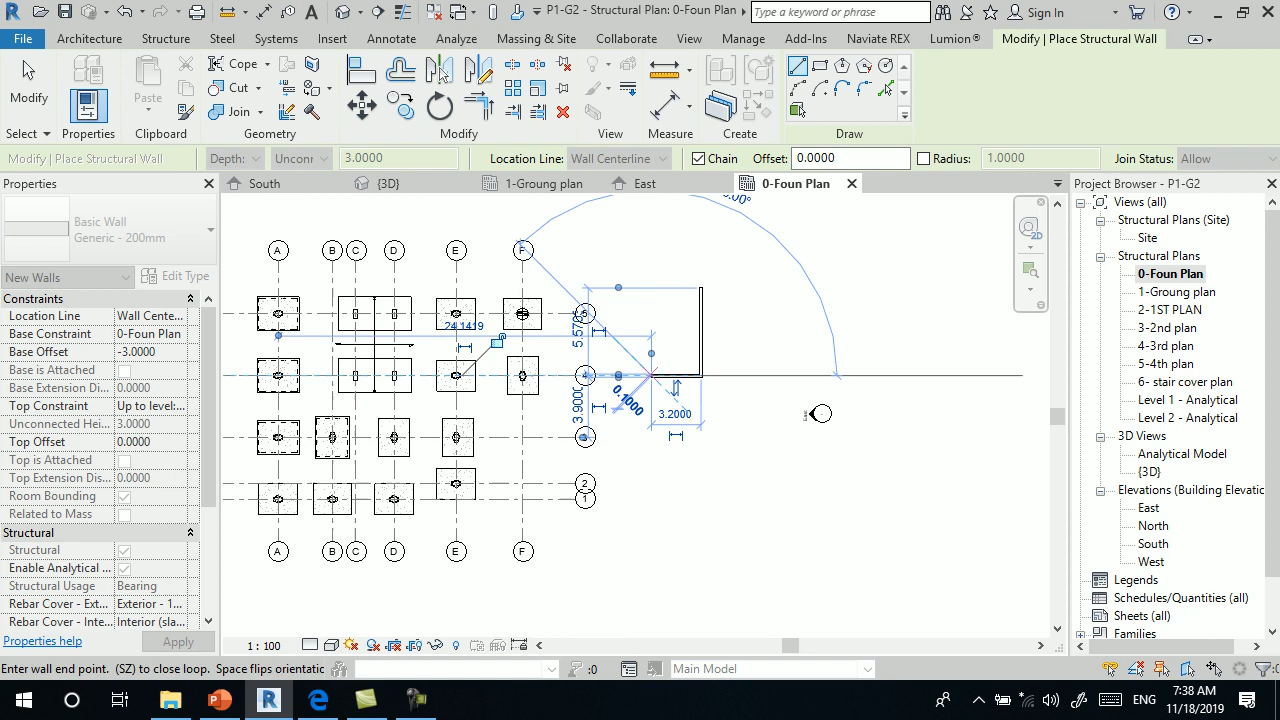 P1-G2 - Structural Plan: 0-Foun Plan
Type a keyword or phrase
Sign In
File
Architecture
Structure
Steel
Systems
Insert
Annotate
Analyze
Massing & Site
Collaborate
View
Manage
Add-Ins
Naviate REX
Lumion®
Modify | Place Structural Wall
Modify
Paste
Cope
Cut
Join
Select
Properties
Clipboard
Geometry
Modify
View
Measure
Create
Draw
Modify | Place Structural Wall
Depth:
Unconr
3.0000
Location Line:
Wall Centerline
Chain
Offset:
0.0000
Radius:
1.0000
Join Status:
Allow
Properties
South
{3D}
1-Groung plan
East
0-Foun Plan
Project Browser - P1-G2
Basic Wall
Generic - 200mm
New Walls
Edit Type
Constraints
Location Line
Wall Cente...
Base Constraint
0-Foun Plan
Base Offset
-3.0000
Base is Attached
Base Extension Di...
0.0000
Top Constraint
Up to level:...
Unconnected Hei...
3.0000
Top Offset
0.0000
Top is Attached
Top Extension Dis...
0.0000
Room Bounding
Related to Mass
Structural
Structural
Enable Analytical ...
Structural Usage
Bearing
Rebar Cover - Ext...
Exterior - 1...
Rebar Cover - Inte...
Interior (sla...
Properties help
Apply
A
B
C
D
E
F
24.1419
3.9000
0.1000
3.2000
5
4
2
1
East
2D
A
B
C
D
E
F
Views (all)
Structural Plans (Site)
Site
Structural Plans
0-Foun Plan
1-Groung plan
2-1ST PLAN
3-2nd plan
4-3rd plan
5-4th plan
6- stair cover plan
Level 1 - Analytical
Level 2 - Analytical
3D Views
Analytical Model
{3D}
Elevations (Building Elevatic
East
North
South
West
Legends
Schedules/Quantities (all)
Sheets (all)
Families
1 : 100
Enter wall end point. (SZ) to close loop. Space flips orientatic
:0
Main Model
:0
ENG
7:38 AM
11/18/2019